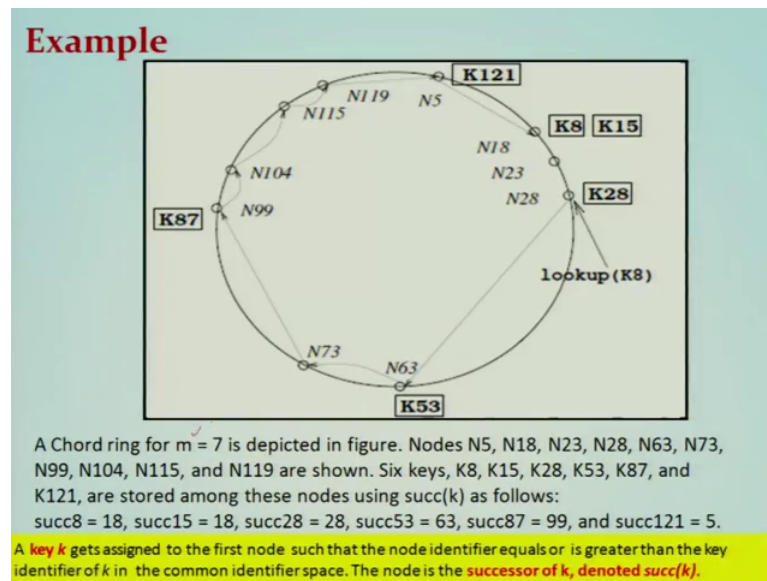 Example
K121
N119
N5
N115
K8 K15
N18
N104
N23
K28
N28
K87
N99
lookup(K8)
N73
N63
K53
A Chord ring for m = 7 is depicted in figure. Nodes N5, N18, N23, N28, N63, N73,
N99, N104, N115, and N119 are shown. Six keys, K8, K15, K28, K53, K87, and
K121, are stored among these nodes using succ(k) as follows:
succ8 = 18, succ15 = 18, succ28 = 28, succ53 = 63, succ87 = 99, and succ121 = 5.
A key k gets assigned to the first node such that the node identifier equals or is greater than the key
identifier of k in the common identifier space. The node is the successor of k, denoted succ(k).